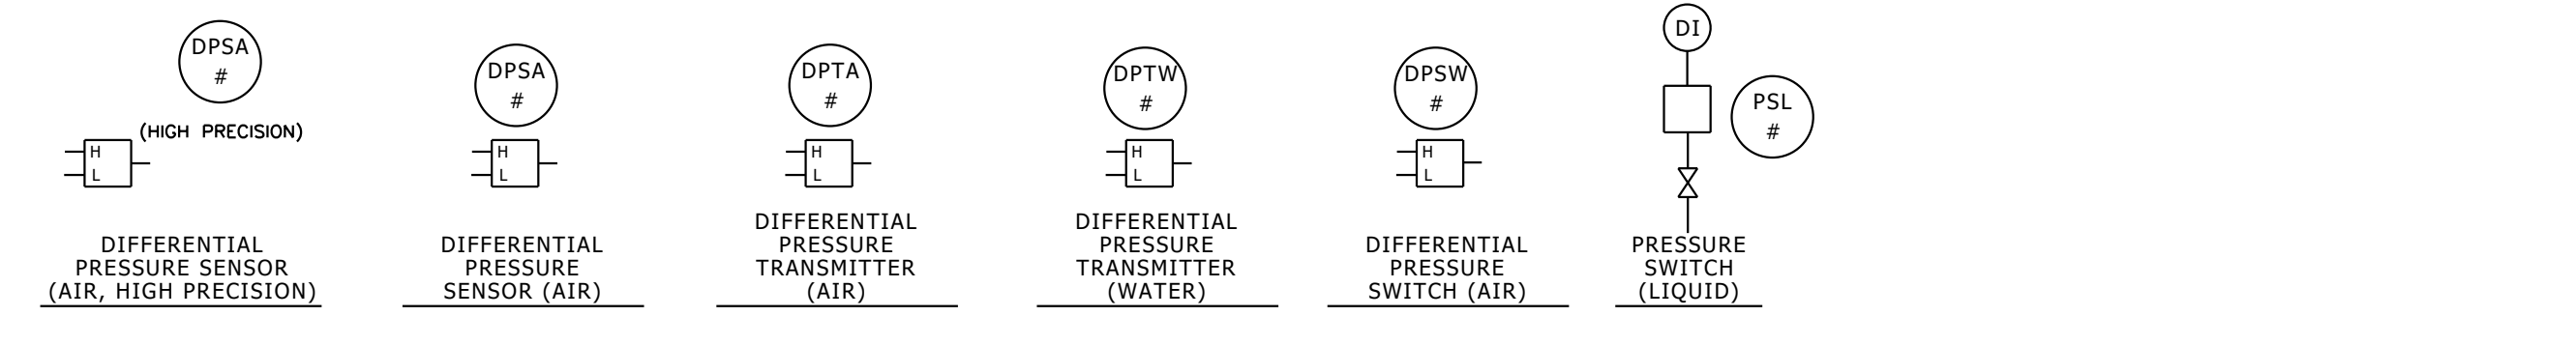 DPSA
#
(HIGH PRECISION)
H
L
DIFFERENTIAL
PRESSURE SENSOR
(AIR, HIGH PRECISION)
DPSA
#
H
L
DIFFERENTIAL
PRESSURE
SENSOR (AIR)
DPTA
#
H
L
DIFFERENTIAL
PRESSURE
TRANSMITTER
(AIR)
DPTW
#
H
L
DIFFERENTIAL
PRESSURE
TRANSMITTER
(WATER)
DPSW
#
H
L
DIFFERENTIAL
PRESSURE
SWITCH (AIR)
DI
PSL
#
PRESSURE
SWITCH
(LIQUID)